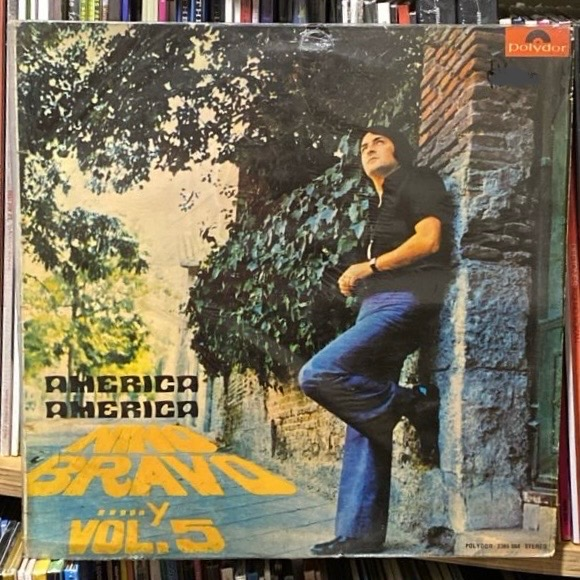 polydor
AMERICA
AMERICA
NINO
BRAVO
.....Y
VOL.5
POLYDOR STEREO